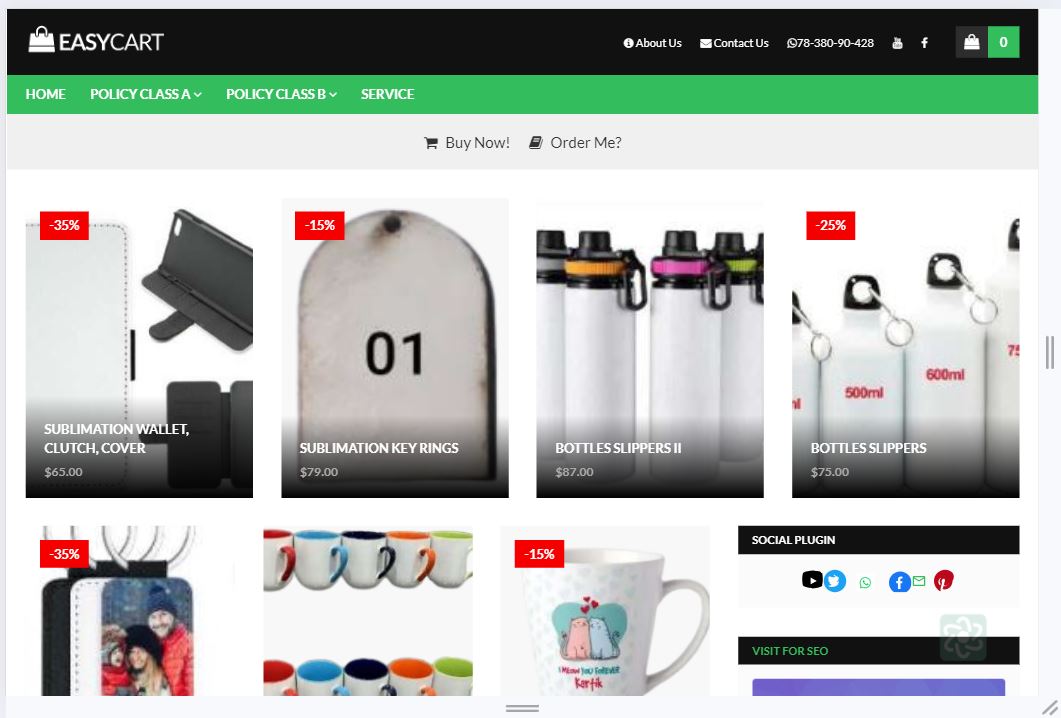 EASYCART
About Us
Contact Us
78-380-90-428
0
HOME
POLICY CLASS A
POLICY CLASS B
SERVICE
Buy Now!
Order Me?
-35%
SUBLIMATION WALLET,
CLUTCH, COVER
$65.00
-15%
01
SUBLIMATION KEY RINGS
$79.00
BOTTLES SLIPPERS II
$87.00
-25%
500ml
600ml
75
BOTTLES SLIPPERS
$75.00
-35%
-15%
I MEOW YOU FOREVER
Kartik
SOCIAL PLUGIN
VISIT FOR SEO